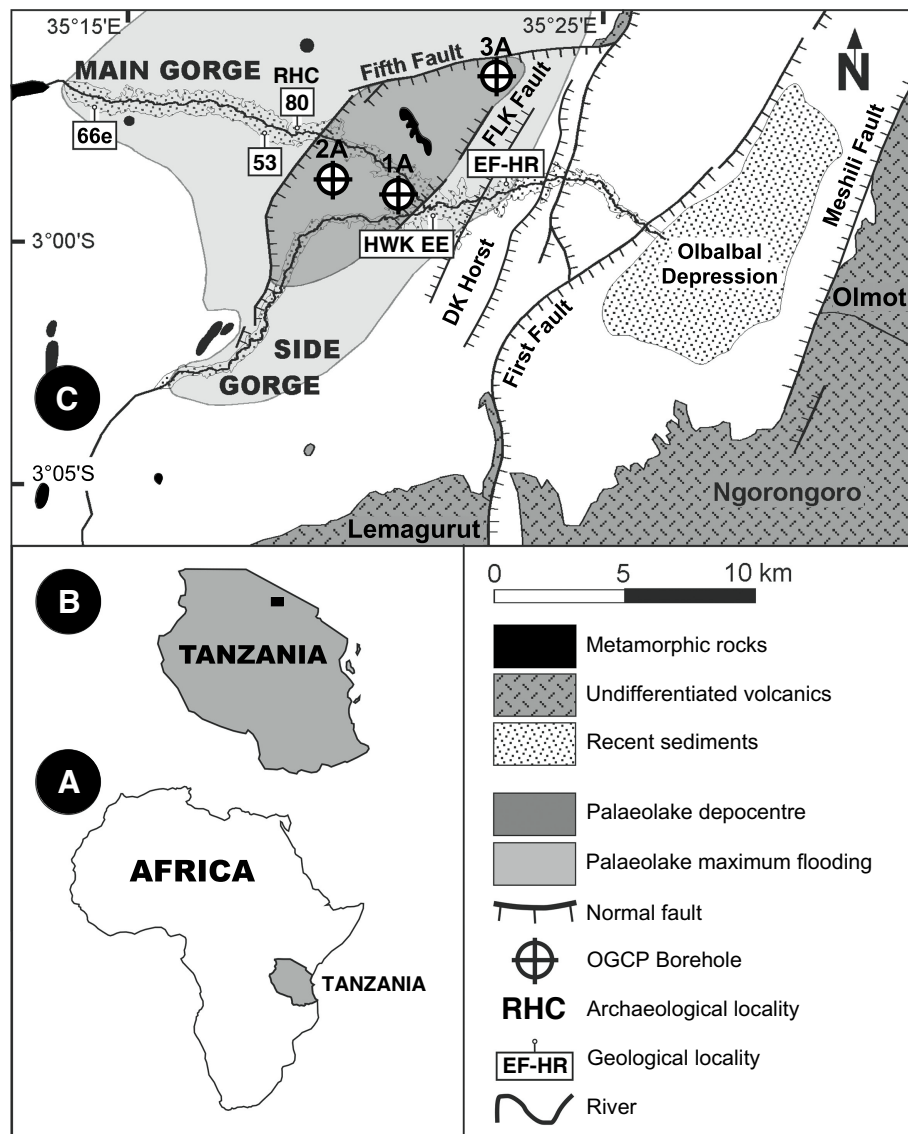 35°15'E
35°25'E
3A
Fifth Fault
N
MAIN GORGE
RHC
80
FLK Fault
66e
53
2A
1A
EF-HR
Meshili Fault
3°00'S
HWK EE
DK Horst
Olbalbal
Depression
Olmot
First Fault
SIDE
GORGE
C
3°05'S
Ngorongoro
Lemagurut
B
TANZANIA
A
AFRICA
TANZANIA
0 5 10 km
Metamorphic rocks
Undifferentiated volcanics
Recent sediments
Palaeolake depocentre
Palaeolake maximum flooding
Normal fault
OGCP Borehole
RHC Archaeological locality
EF-HR Geological locality
River